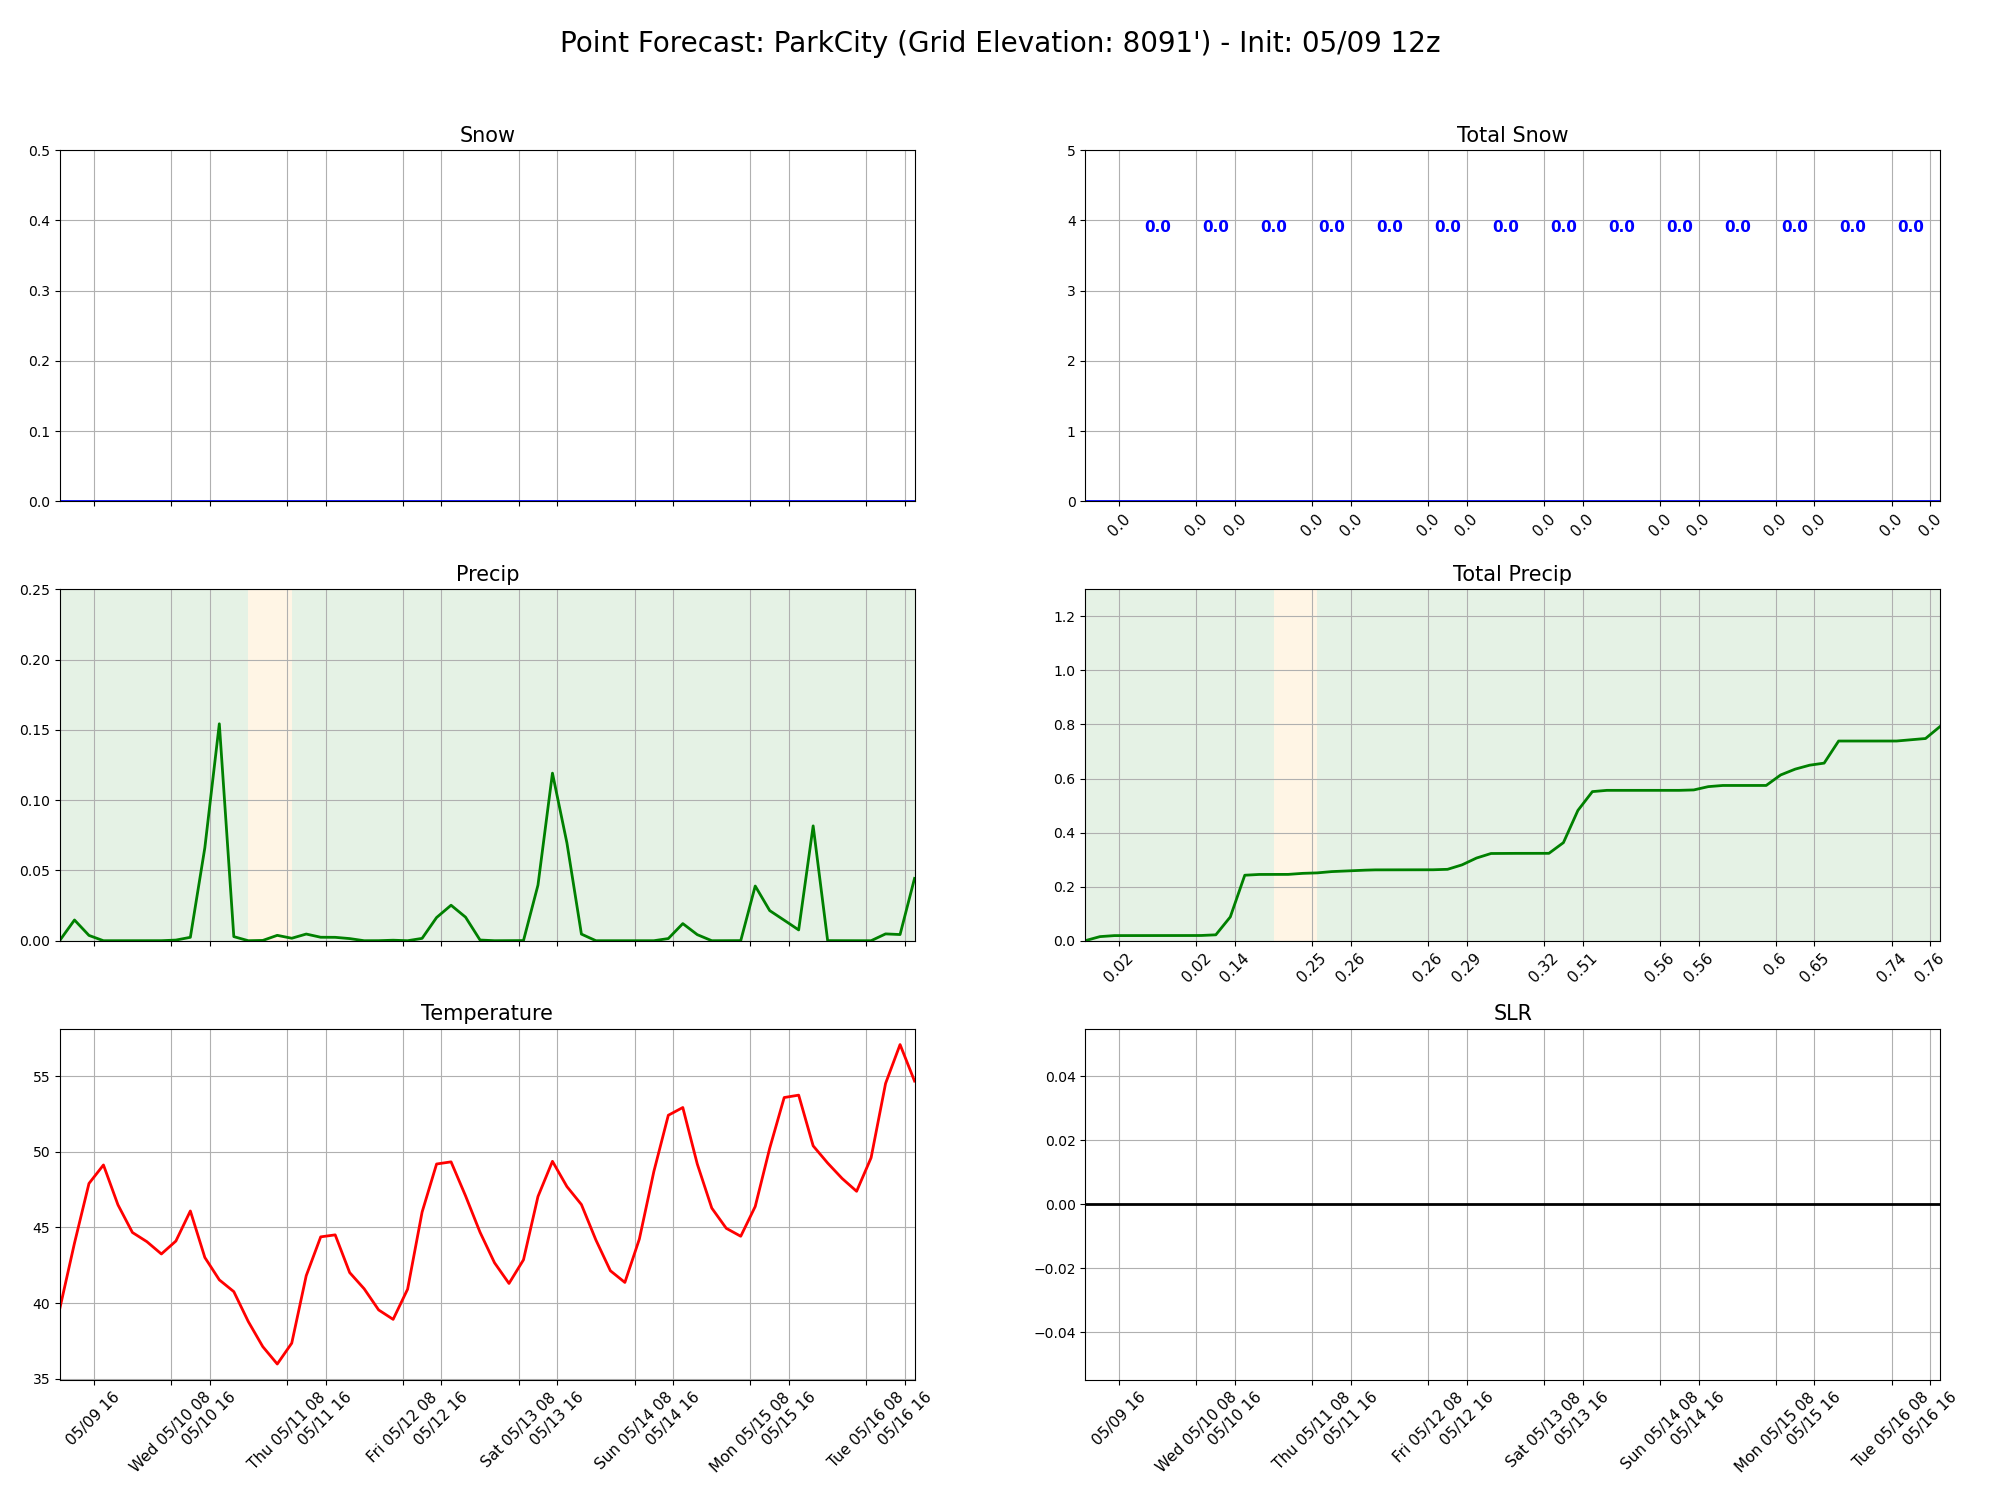 Point Forecast: ParkCity (Grid Elevation: 8091') - Init: 05/09 12z
Snow
0.5
0.4
0.3
0.2
0.1
0.0
Total Snow
5
4
3
2
1
0
0.0 0.0 0.0 0.0 0.0 0.0 0.0 0.0 0.0 0.0 0.0 0.0 0.0 0.0
0.0 0.0 0.0 0.0 0.0 0.0 0.0 0.0 0.0 0.0 0.0 0.0 0.0 0.0 0.0
Precip
0.25
0.20
0.15
0.10
0.05
0.00
Total Precip
1.2
1.0
0.8
0.6
0.4
0.2
0.0
0.02 0.02 0.14 0.25 0.26 0.26 0.29 0.32 0.51 0.56 0.56 0.6 0.65 0.74 0.76
Temperature
55
50
45
40
35
05/09 16
Wed 05/10 08
05/10 16
Thu 05/11 08
05/11 16
Fri 05/12 08
05/12 16
Sat 05/13 08
05/13 16
Sun 05/14 08
05/14 16
Mon 05/15 08
05/15 16
Tue 05/16 08
05/16 16
SLR
0.04
0.02
0.00
−0.02
−0.04
05/09 16
Wed 05/10 08
05/10 16
Thu 05/11 08
05/11 16
Fri 05/12 08
05/12 16
Sat 05/13 08
05/13 16
Sun 05/14 08
05/14 16
Mon 05/15 08
05/15 16
Tue 05/16 08
05/16 16